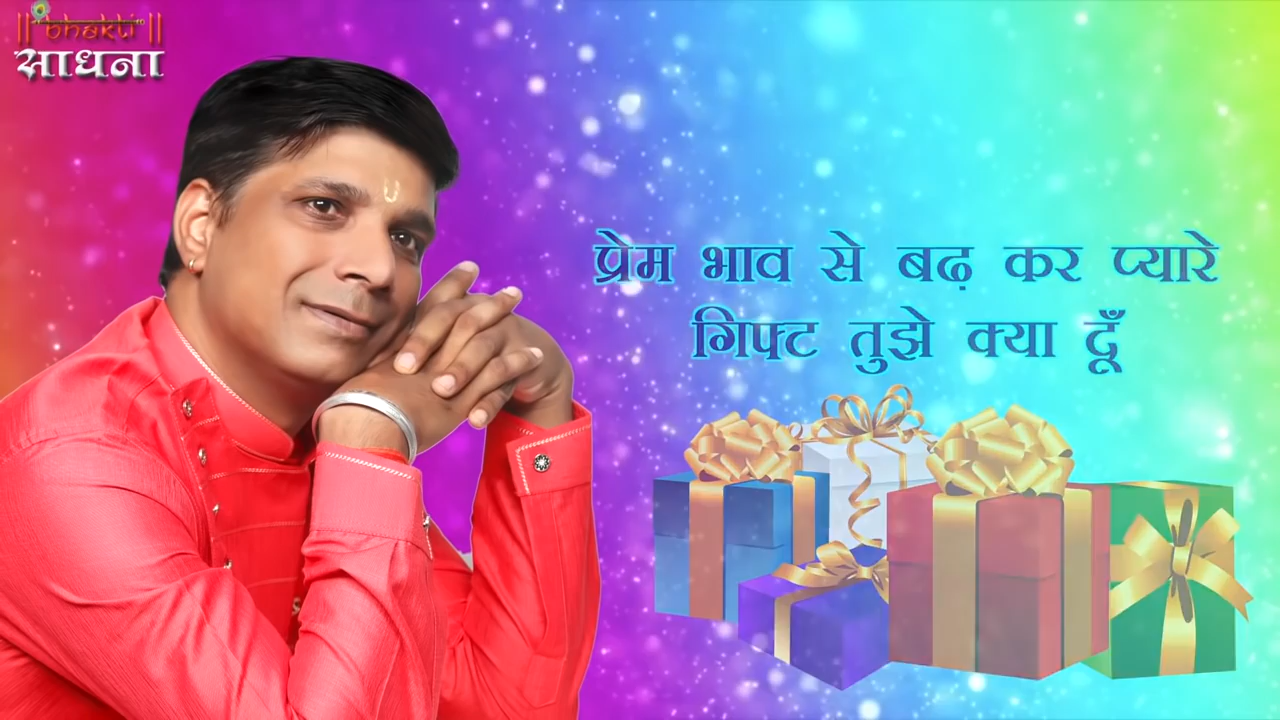 || bhakti ||
साधना
प्रेम भाव से बढ़ कर प्यारे
गिफ्ट तुझे क्या दूँ